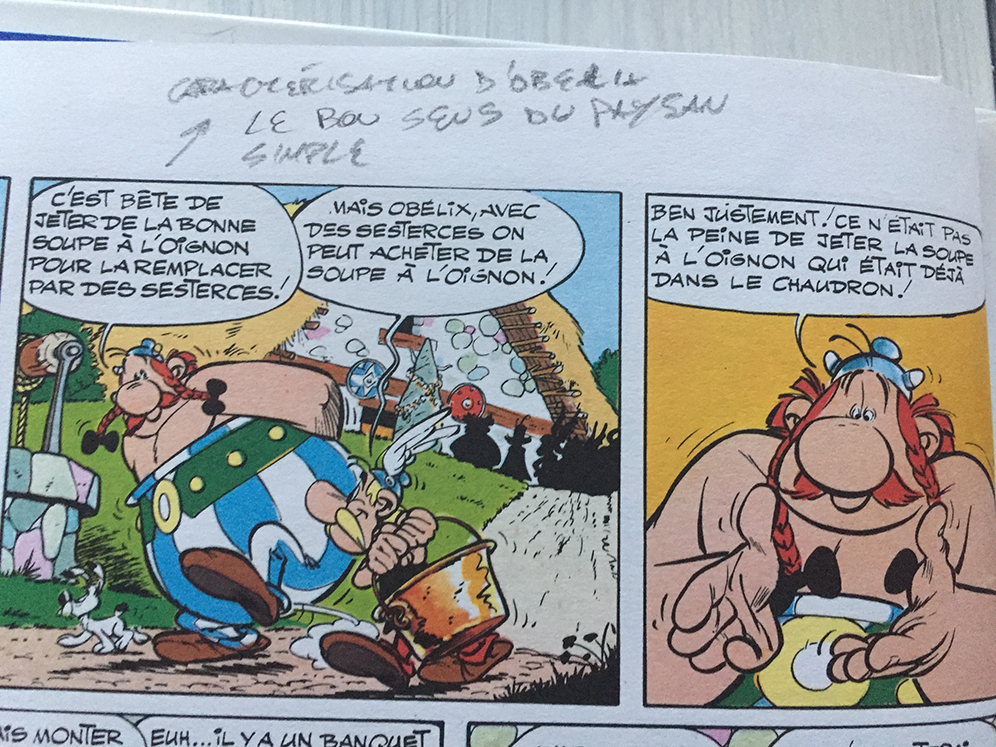 CARACTÉRISATION D'OBÉLIX
LE BON SENS DU PAYSAN
SIMPLE
C'EST BÊTE DE
JETER DE LA BONNE
SOUPE À L'OIGNON
POUR LA REMPLACER
PAR DES SESTERCES!
MAIS OBÉLIX, AVEC
DES SESTERCES ON
PEUT ACHETER DE LA
SOUPE À L'OIGNON!
BEN JUSTEMENT! CE N'ÉTAIT PAS
LA PEINE DE JETER LA SOUPE
À L'OIGNON QUI ÉTAIT DÉJÀ
DANS LE CHAUDRON!
MONTER
EUH...IL Y A UN BANQUET